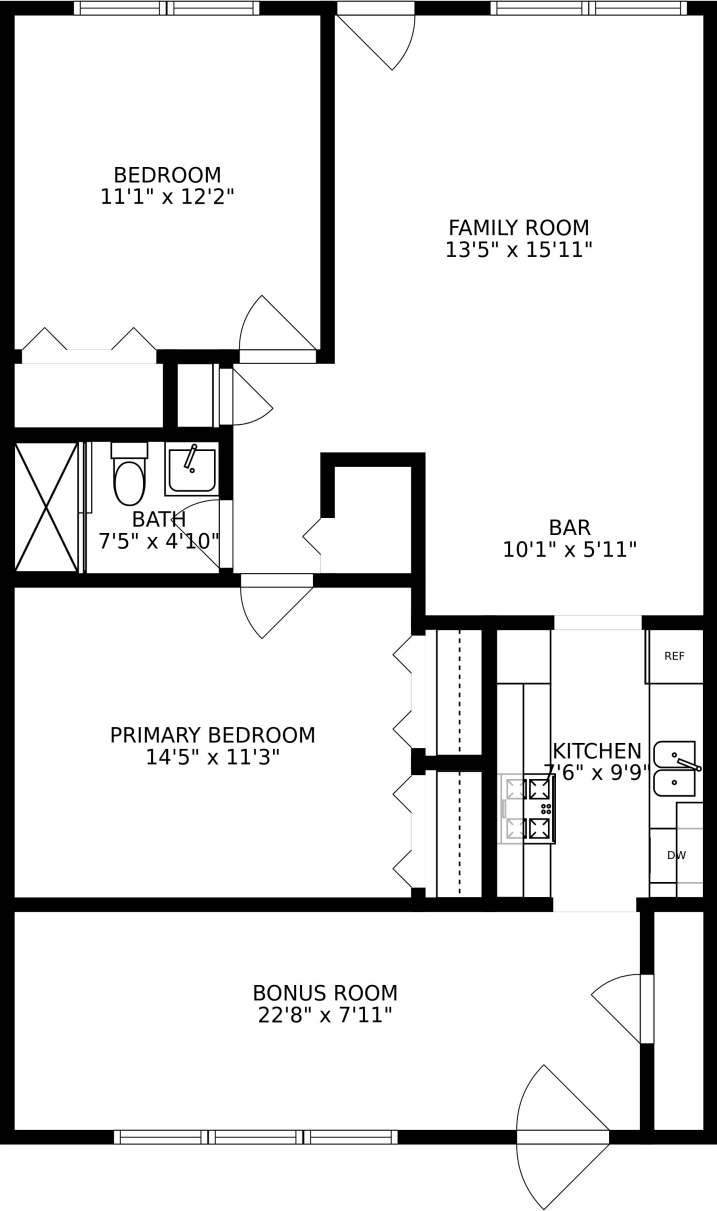 BEDROOM
11'1" x 12'2"
FAMILY ROOM
13'5" x 15'11"
BATH
7'5" x 4'10"
BAR
10'1" x 5'11"
REF
PRIMARY BEDROOM
14'5" x 11'3"
KITCHEN
7'6" x 9'9"
DW
BONUS ROOM
22'8" x 7'11"